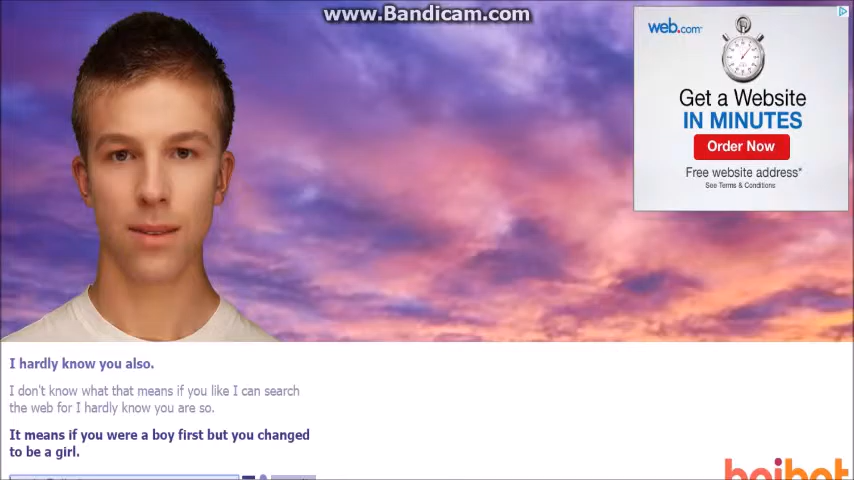 www.Bandicam.com
web.com
Get a Website
IN MINUTES
Order Now
Free website address*
See Terms & Conditions
I hardly know you also.
I don't know what that means if you like I can search
the web for I hardly know you are so.
It means if you were a boy first but you changed
to be a girl.
boibot